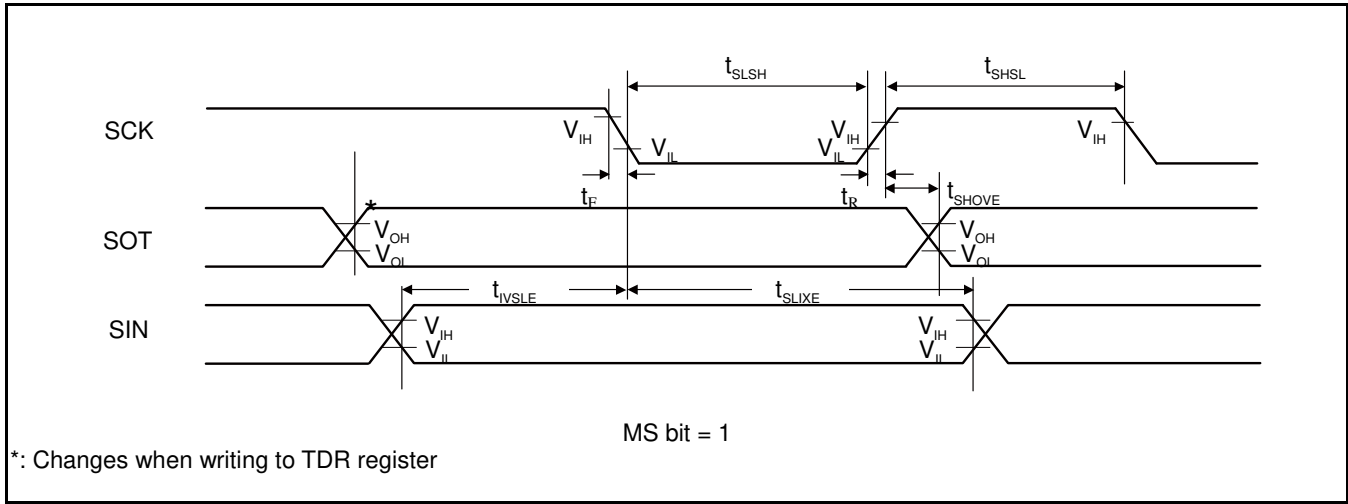 tSLSH
tSHSL
SCK
VIH
VIL
VIH
VIL
VIH
tF
tR
tSHOVE
*
SOT
VOH
VOL
VOH
VOL
tIVSLE
tSLIXE
SIN
VIH
VIL
VIH
VIL
MS bit = 1
*: Changes when writing to TDR register